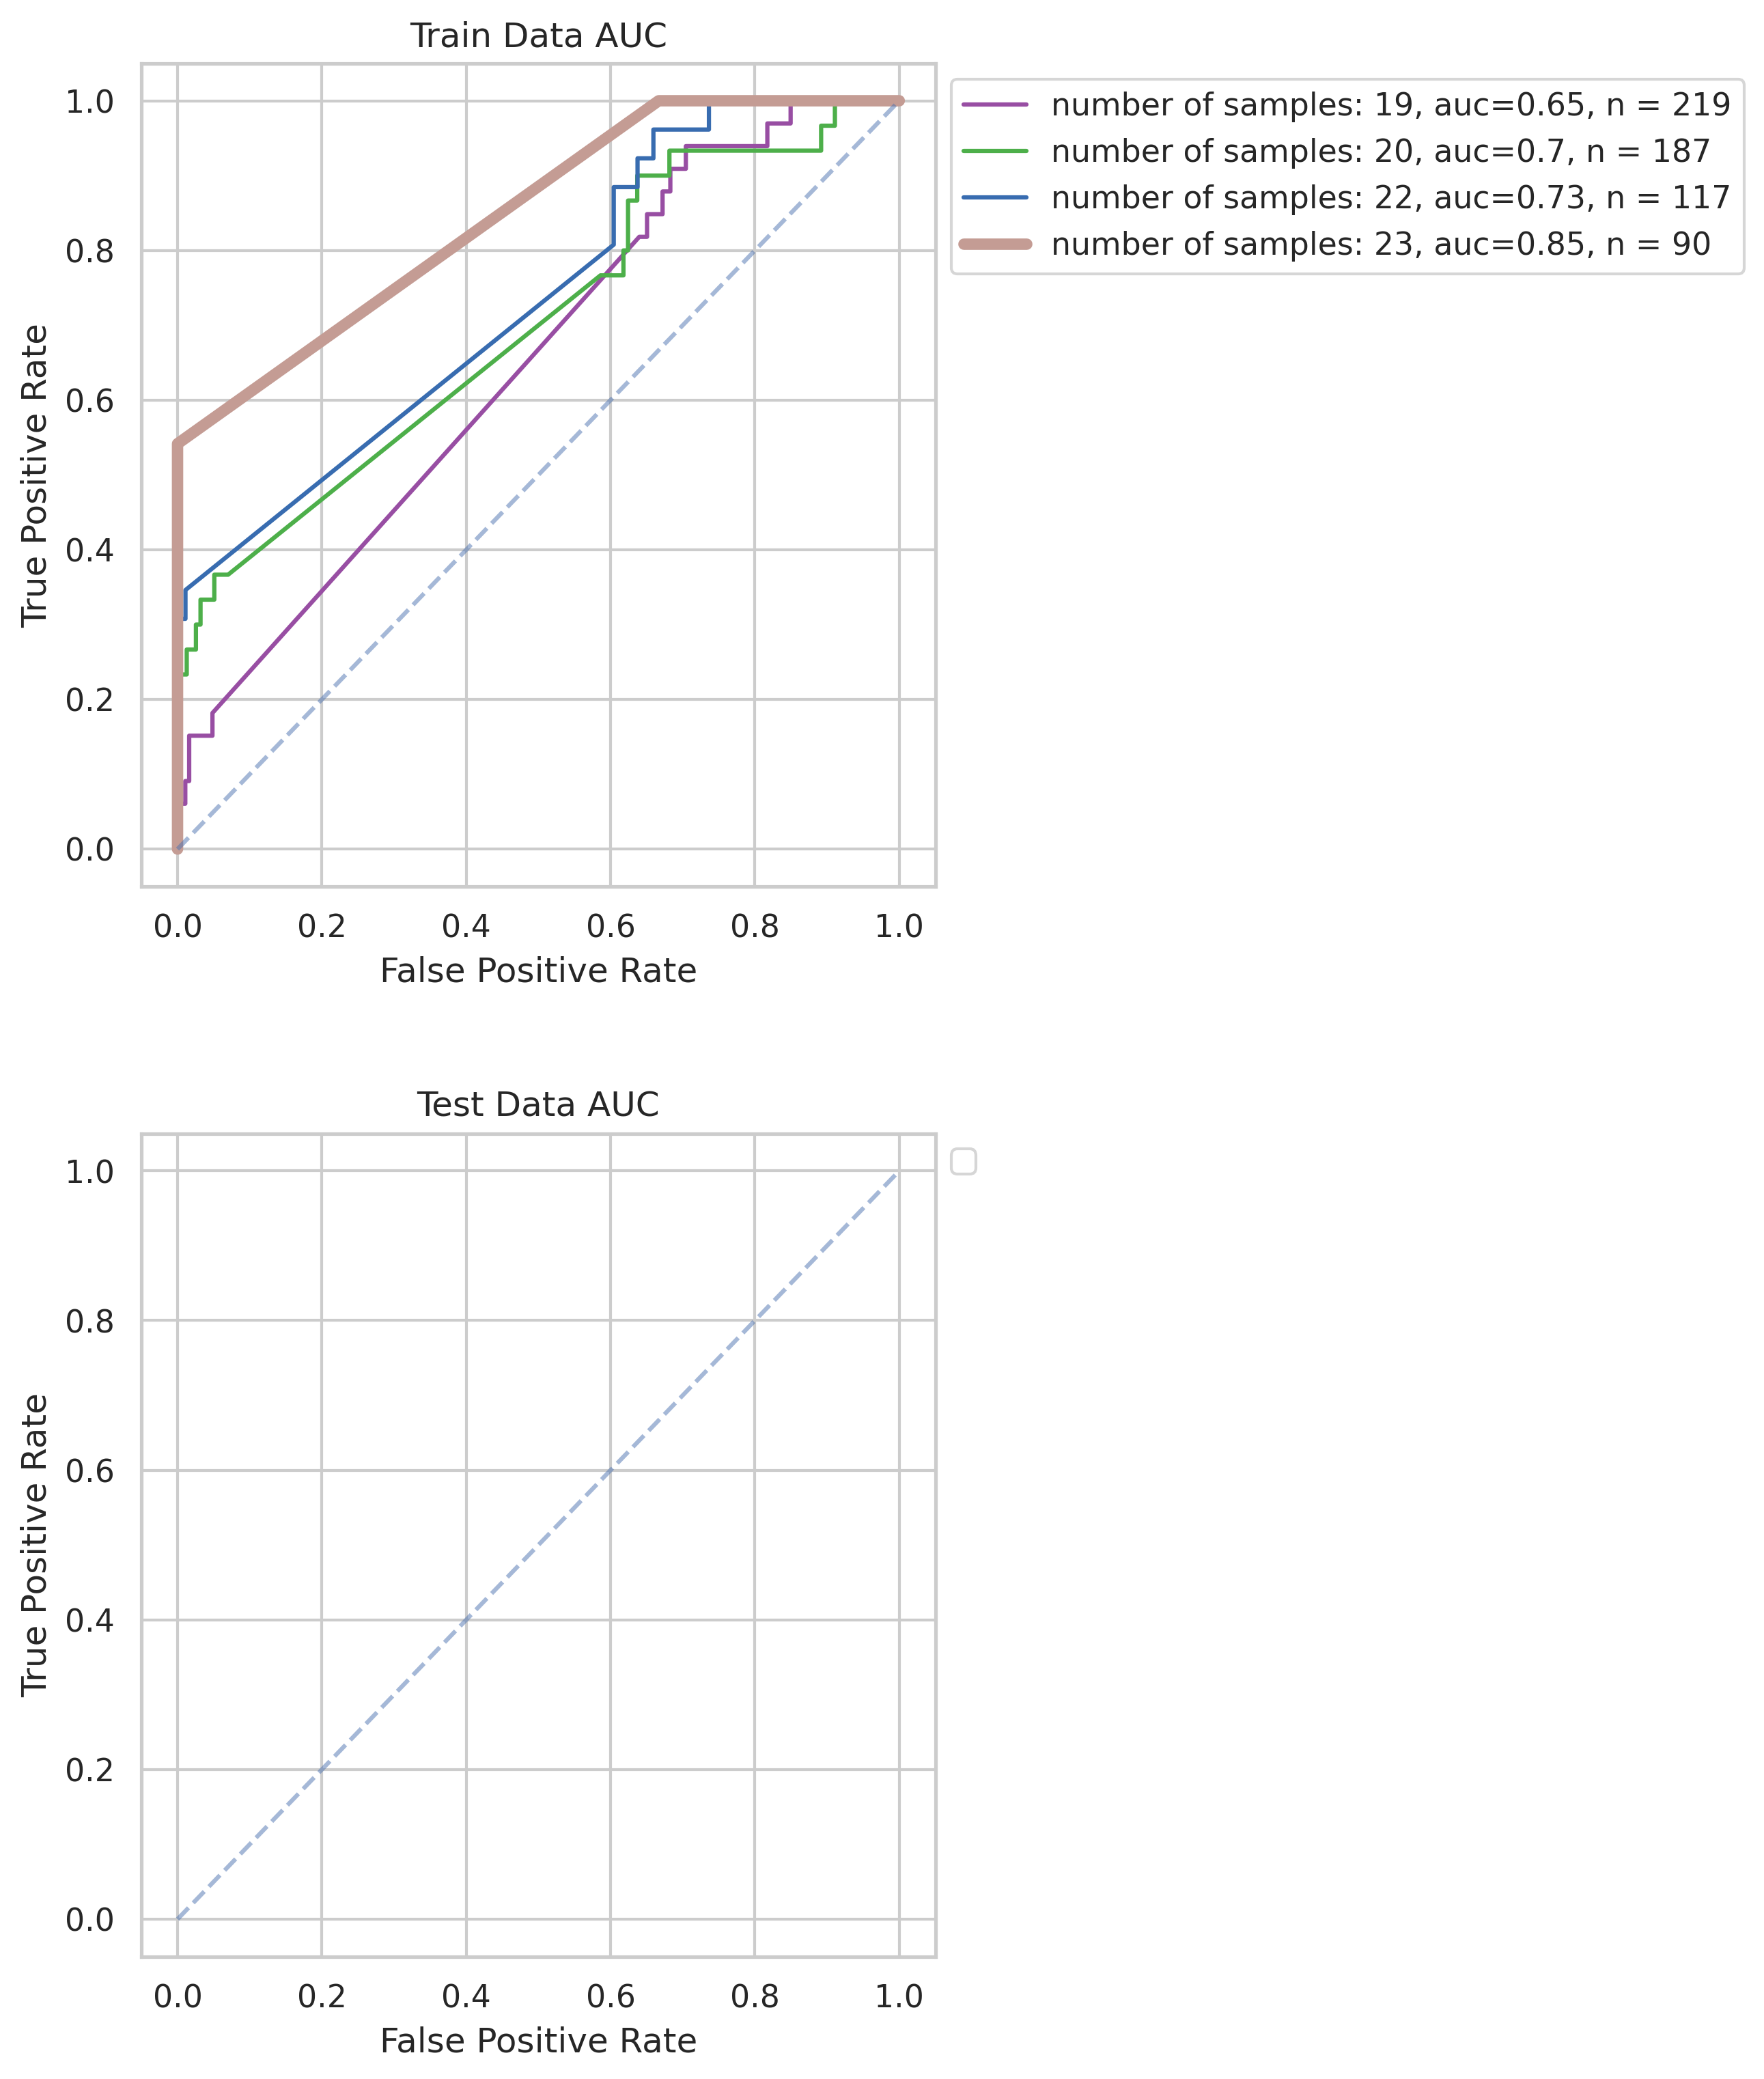 Train Data AUC
True Positive Rate
1.0
0.8
0.6
0.4
0.2
0.0
0.0 0.2 0.4 0.6 0.8 1.0
False Positive Rate
number of samples: 19, auc=0.65, n = 219
number of samples: 20, auc=0.7, n = 187
number of samples: 22, auc=0.73, n = 117
number of samples: 23, auc=0.85, n = 90
Test Data AUC
True Positive Rate
1.0
0.8
0.6
0.4
0.2
0.0
0.0 0.2 0.4 0.6 0.8 1.0
False Positive Rate